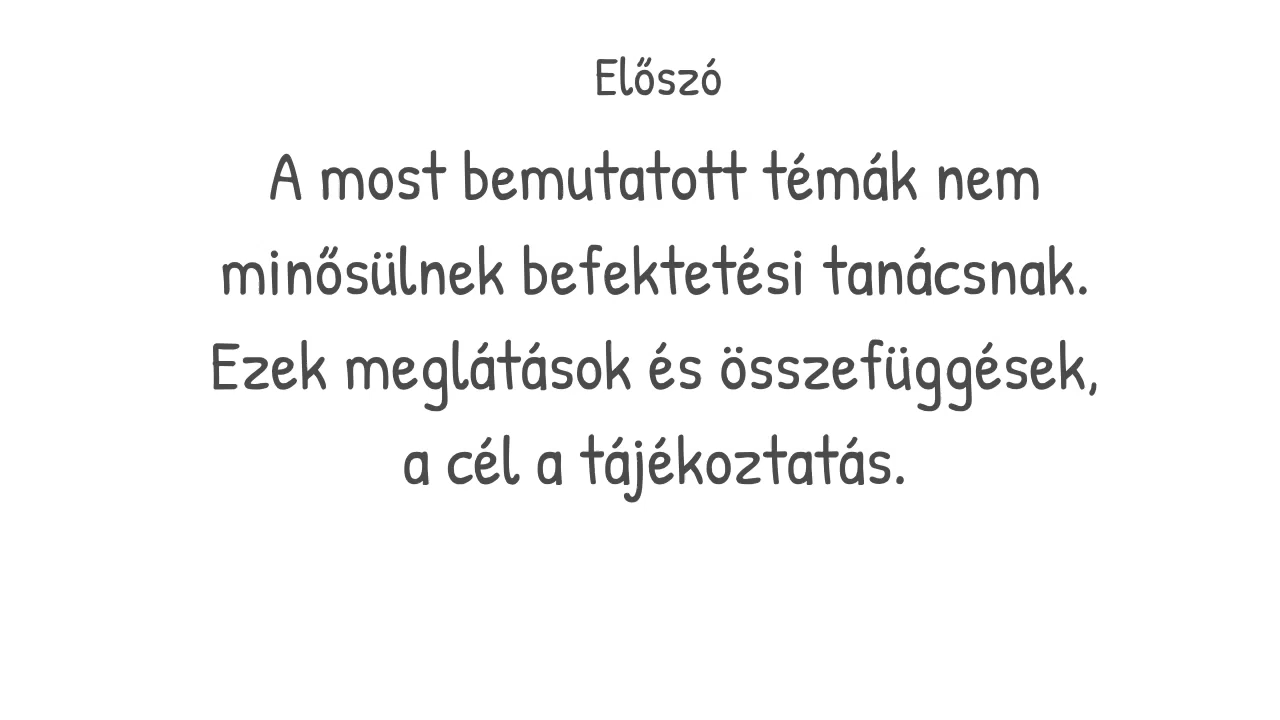 Előszó
A most bemutatott témák nem
minősülnek befektetési tanácsnak.
Ezek meglátások és összefüggések,
a cél a tájékoztatás.